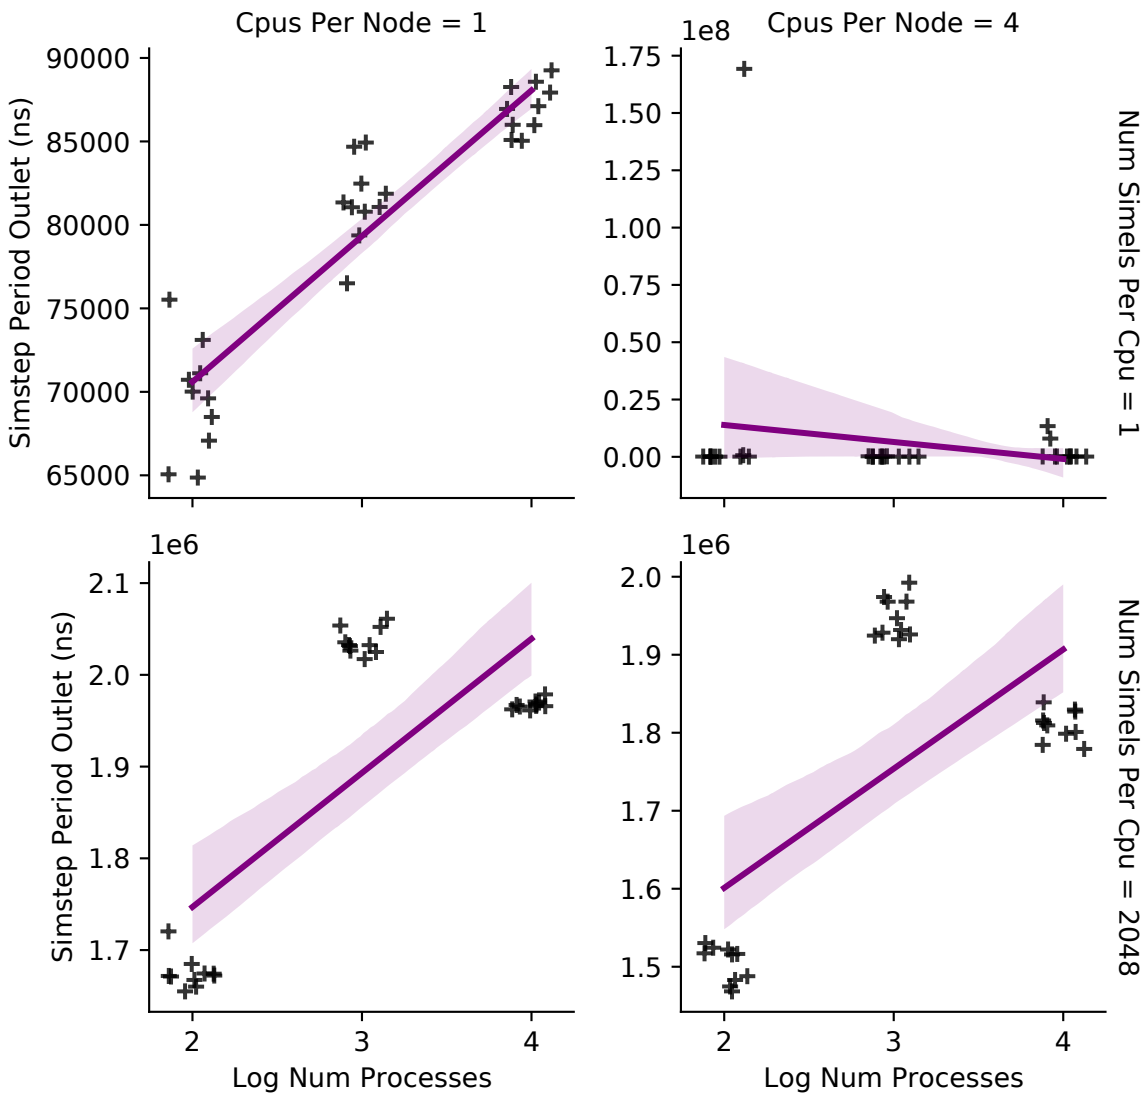 Cpus Per Node = 1
Cpus Per Node = 4
1e8
90000
85000
80000
75000
70000
65000
Simstep Period Outlet (ns)
1.75
1.50
1.25
1.00
0.75
0.50
0.25
0.00
Num Simels Per Cpu = 1
1e6
2.1
2.0
1.9
1.8
1.7
Simstep Period Outlet (ns)
2
3
4
Log Num Processes
1e6
2.0
1.9
1.8
1.7
1.6
1.5
2
3
4
Log Num Processes
Num Simels Per Cpu = 2048